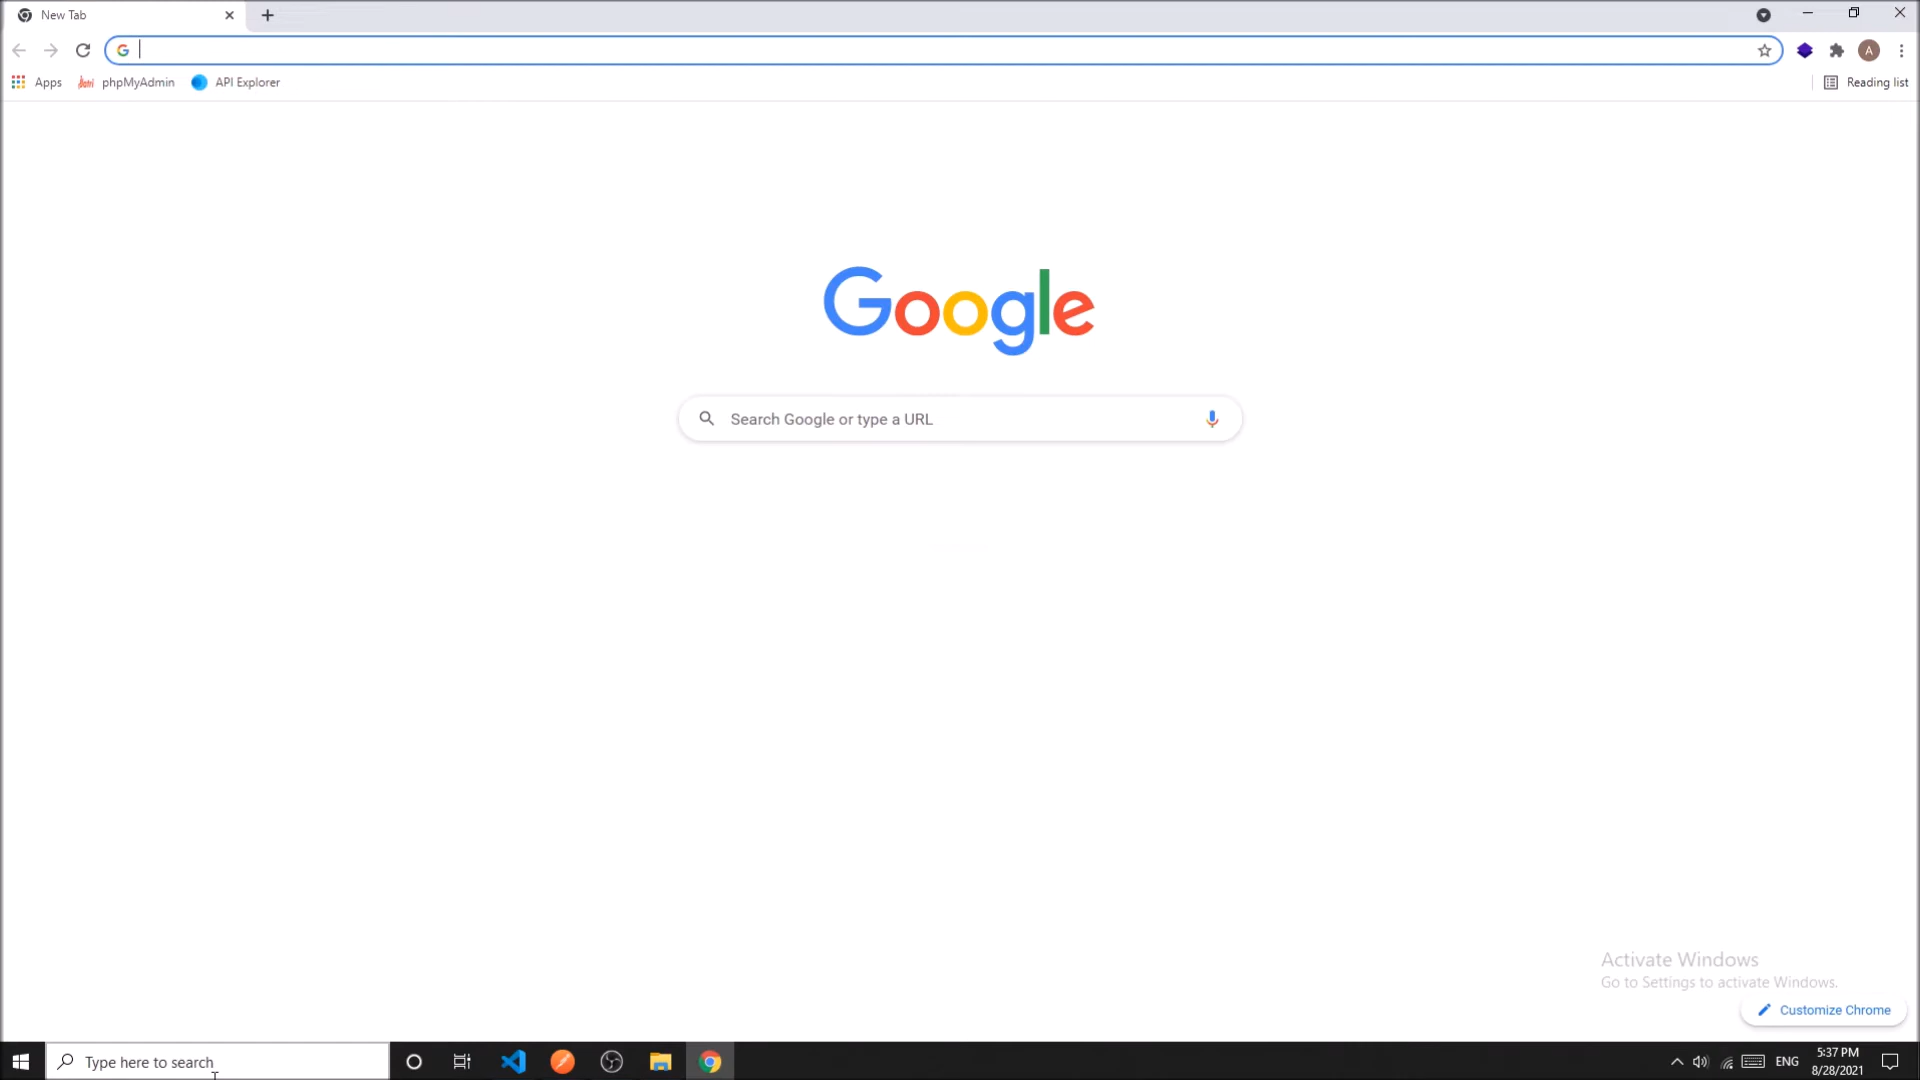 New Tab
Apps
phpMyAdmin
API Explorer
Reading list
Google
Search Google or type a URL
Activate Windows
Go to Settings to activate Windows.
Customize Chrome
Type here to search
ENG
5:37 PM
8/28/2021
A